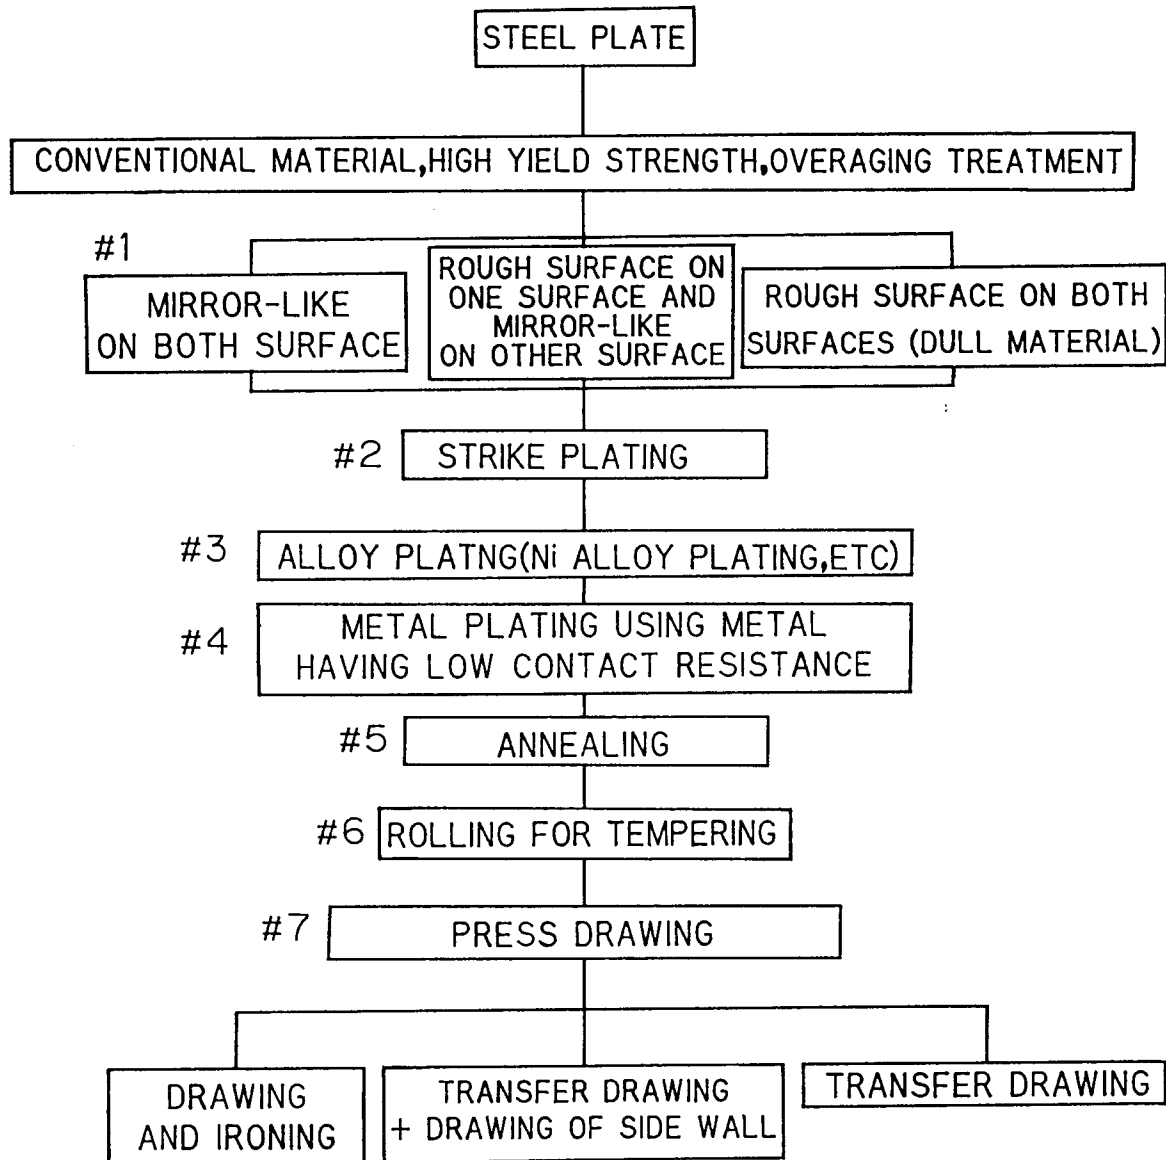 STEEL PLATE
CONVENTIONAL MATERIAL,HIGH YIELD STRENGTH,OVERAGING TREATMENT
#1
MIRROR-LIKE
ON BOTH SURFACE
ROUGH SURFACE ON
ONE SURFACE AND
MIRROR-LIKE
ON OTHER SURFACE
ROUGH SURFACE ON BOTH
SURFACES (DULL MATERIAL)
#2 STRIKE PLATING
#3 ALLOY PLATNG(Ni ALLOY PLATING,ETC)
#4 METAL PLATING USING METAL
HAVING LOW CONTACT RESISTANCE
#5 ANNEALING
#6 ROLLING FOR TEMPERING
#7 PRESS DRAWING
DRAWING
AND IRONING
TRANSFER DRAWING
+ DRAWING OF SIDE WALL
TRANSFER DRAWING